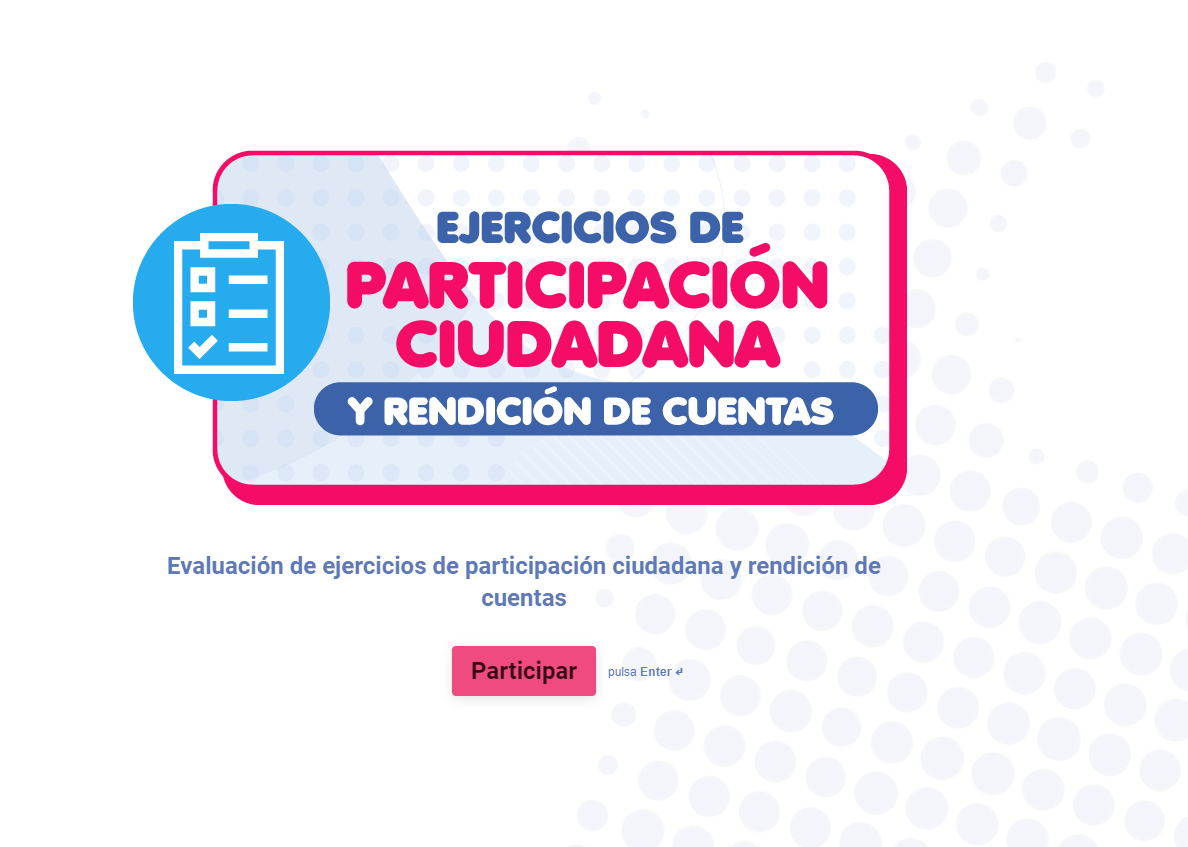 EJERCICIOS DE
PARTICIPACIÓN
CIUDADANA
Y RENDICIÓN DE CUENTAS
Evaluación de ejercicios de participación ciudadana y rendición de
cuentas
Participar
pulsa Enter ↵